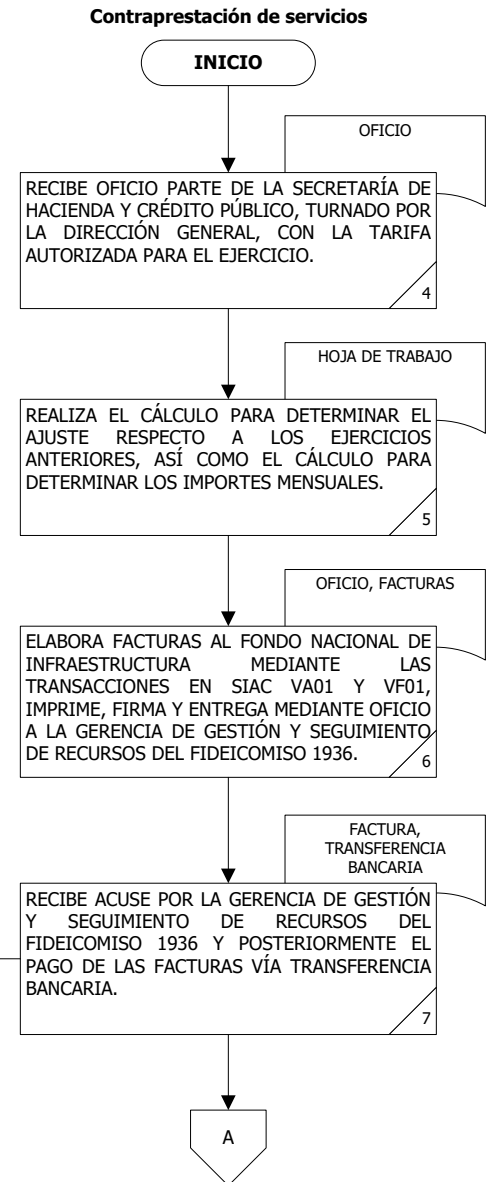 Contraprestación de servicios
INICIO
OFICIO
RECIBE OFICIO PARTE DE LA SECRETARÍA DE
HACIENDA Y CRÉDITO PÚBLICO, TURNADO POR
LA DIRECCIÓN GENERAL, CON LA TARIFA
AUTORIZADA PARA EL EJERCICIO.
4
HOJA DE TRABAJO
REALIZA EL CÁLCULO PARA DETERMINAR EL
AJUSTE RESPECTO A LOS EJERCICIOS
ANTERIORES, ASÍ COMO EL CÁLCULO PARA
DETERMINAR LOS IMPORTES MENSUALES.
5
OFICIO, FACTURAS
ELABORA FACTURAS AL FONDO NACIONAL DE
INFRAESTRUCTURA MEDIANTE LAS
TRANSACCIONES EN SIAC VA01 Y VF01,
IMPRIME, FIRMA Y ENTREGA MEDIANTE OFICIO
A LA GERENCIA DE GESTIÓN Y SEGUIMIENTO
DE RECURSOS DEL FIDEICOMISO 1936.
6
FACTURA,
TRANSFERENCIA
BANCARIA
RECIBE ACUSE POR LA GERENCIA DE GESTIÓN
Y SEGUIMIENTO DE RECURSOS DEL
FIDEICOMISO 1936 Y POSTERIORMENTE EL
PAGO DE LAS FACTURAS VÍA TRANSFERENCIA
BANCARIA.
7
A